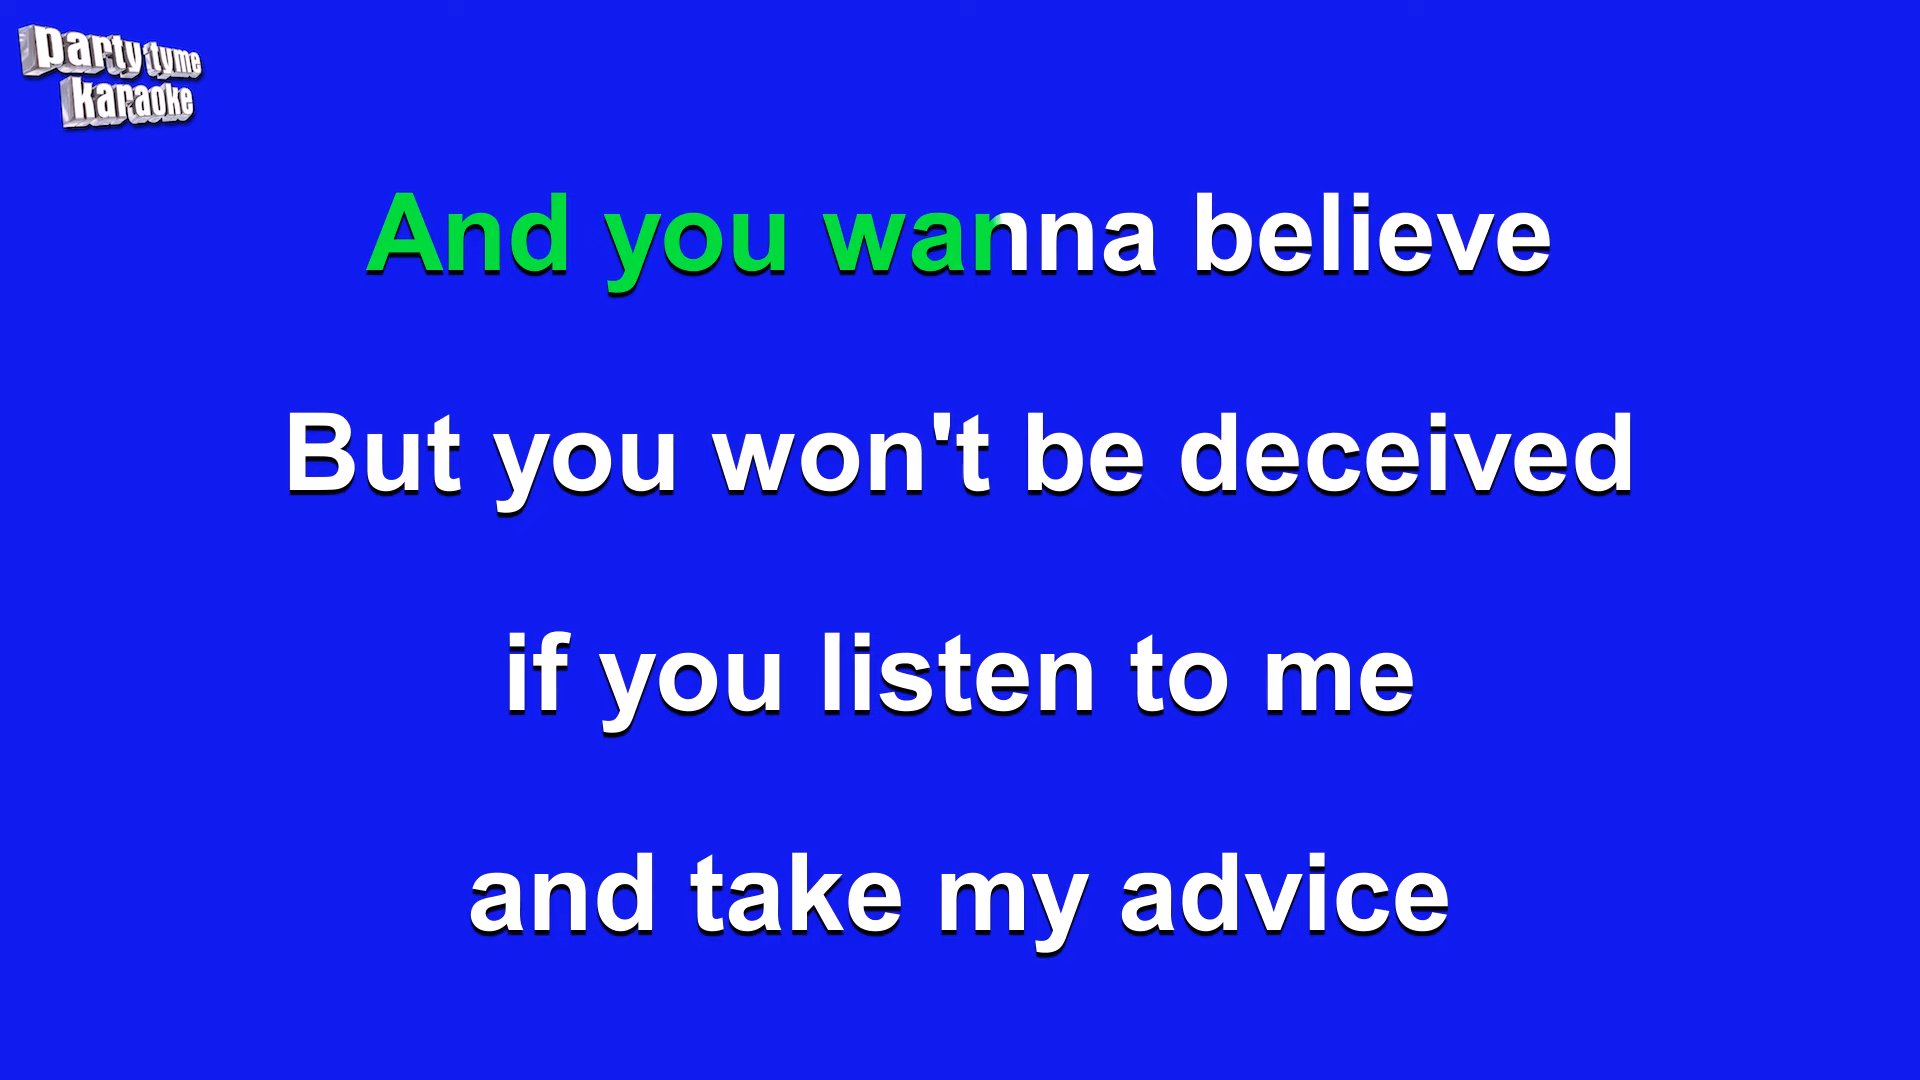 party tyme
karaoke
And you wanna believe
But you won't be deceived
if you listen to me
and take my advice